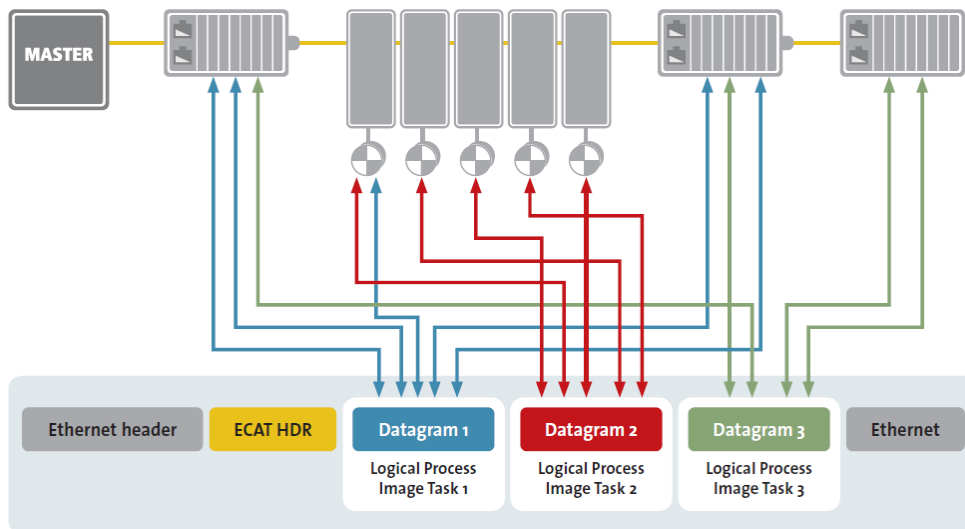 MASTER
Ethernet header
ECAT HDR
Datagram 1
Datagram 2
Datagram 3
Ethernet
Logical Process
Image Task 1
Logical Process
Image Task 2
Logical Process
Image Task 3